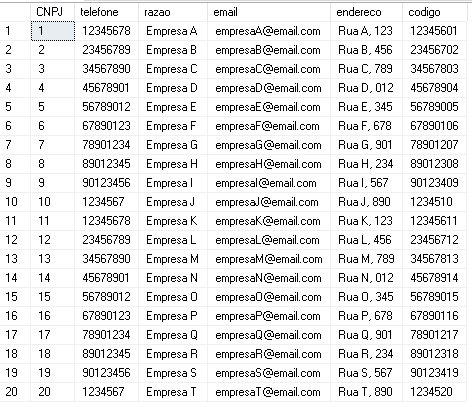 CNPJ telefone razao email endereco codigo
1 1 12345678 Empresa A empresaA@email.com Rua A, 123 12345601
2 2 23456789 Empresa B empresaB@email.com Rua B, 456 23456702
3 3 34567890 Empresa C empresaC@email.com Rua C, 789 34567803
4 4 45678901 Empresa D empresaD@email.com Rua D, 012 45678904
5 5 56789012 Empresa E empresaE@email.com Rua E, 345 56789005
6 6 67890123 Empresa F empresaF@email.com Rua F, 678 67890106
7 7 78901234 Empresa G empresaG@email.com Rua G, 901 78901207
8 8 89012345 Empresa H empresaH@email.com Rua H, 234 89012308
9 9 90123456 Empresa I empresaI@email.com Rua I, 567 90123409
10 10 1234567 Empresa J empresaJ@email.com Rua J, 890 1234510
11 11 12345678 Empresa K empresaK@email.com Rua K, 123 12345611
12 12 23456789 Empresa L empresaL@email.com Rua L, 456 23456712
13 13 34567890 Empresa M empresaM@email.com Rua M, 789 34567813
14 14 45678901 Empresa N empresaN@email.com Rua N, 012 45678914
15 15 56789012 Empresa O empresaO@email.com Rua O, 345 56789015
16 16 67890123 Empresa P empresaP@email.com Rua P, 678 67890116
17 17 78901234 Empresa Q empresaQ@email.com Rua Q, 901 78901217
18 18 89012345 Empresa R empresaR@email.com Rua R, 234 89012318
19 19 90123456 Empresa S empresaS@email.com Rua S, 567 90123419
20 20 1234567 Empresa T empresaT@email.com Rua T, 890 1234520